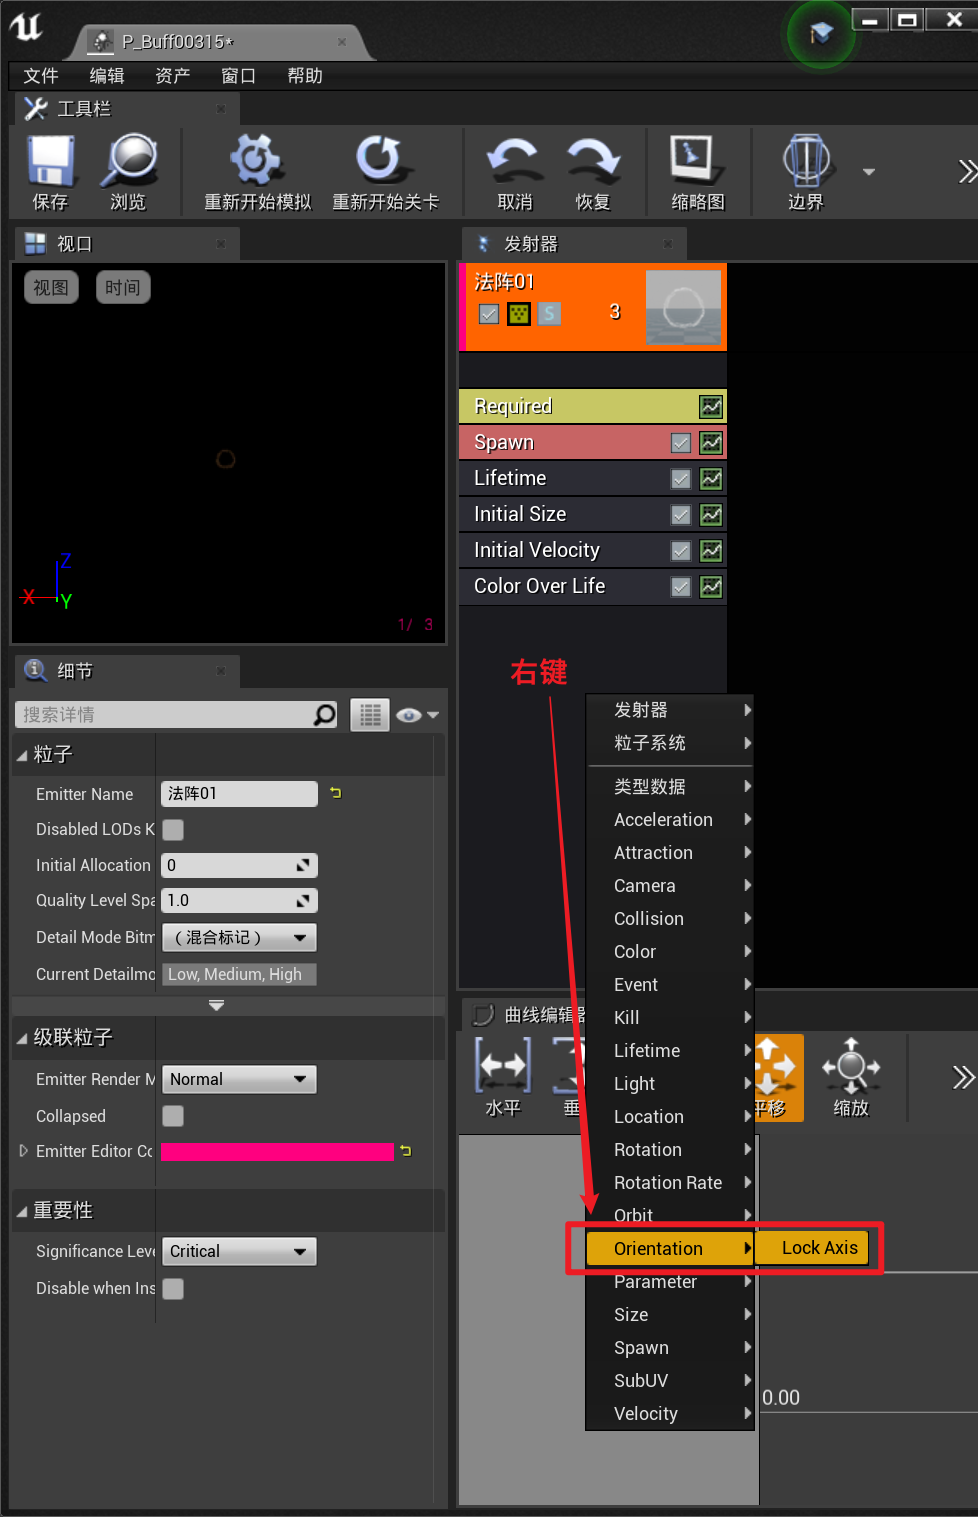 P_Buff00315*
文件 编辑 资产 窗口 帮助
工具栏
保存 浏览 重新开始模拟 重新开始关卡 取消 恢复 缩略图 边界
视口
视图 时间
Z
X
Y
1/ 3
发射器
法阵01
S
3
Required
Spawn
Lifetime
Initial Size
Initial Velocity
Color Over Life
右键
细节
搜索详情
粒子
Emitter Name 法阵01
Disabled LODs K
Initial Allocation 0
Quality Level Spa 1.0
Detail Mode Bitm （混合标记）
Current Detailmo Low, Medium, High
级联粒子
Emitter Render M Normal
Collapsed
Emitter Editor Co
重要性
Significance Leve Critical
Disable when Ins
发射器
粒子系统
类型数据
Acceleration
Attraction
Camera
Collision
Color
Event
Kill
Lifetime
Light
Location
Rotation
Rotation Rate
Orbit
Orientation Lock Axis
Parameter
Size
Spawn
SubUV
Velocity
曲线编辑器
水平 垂 平移 缩放
0.00